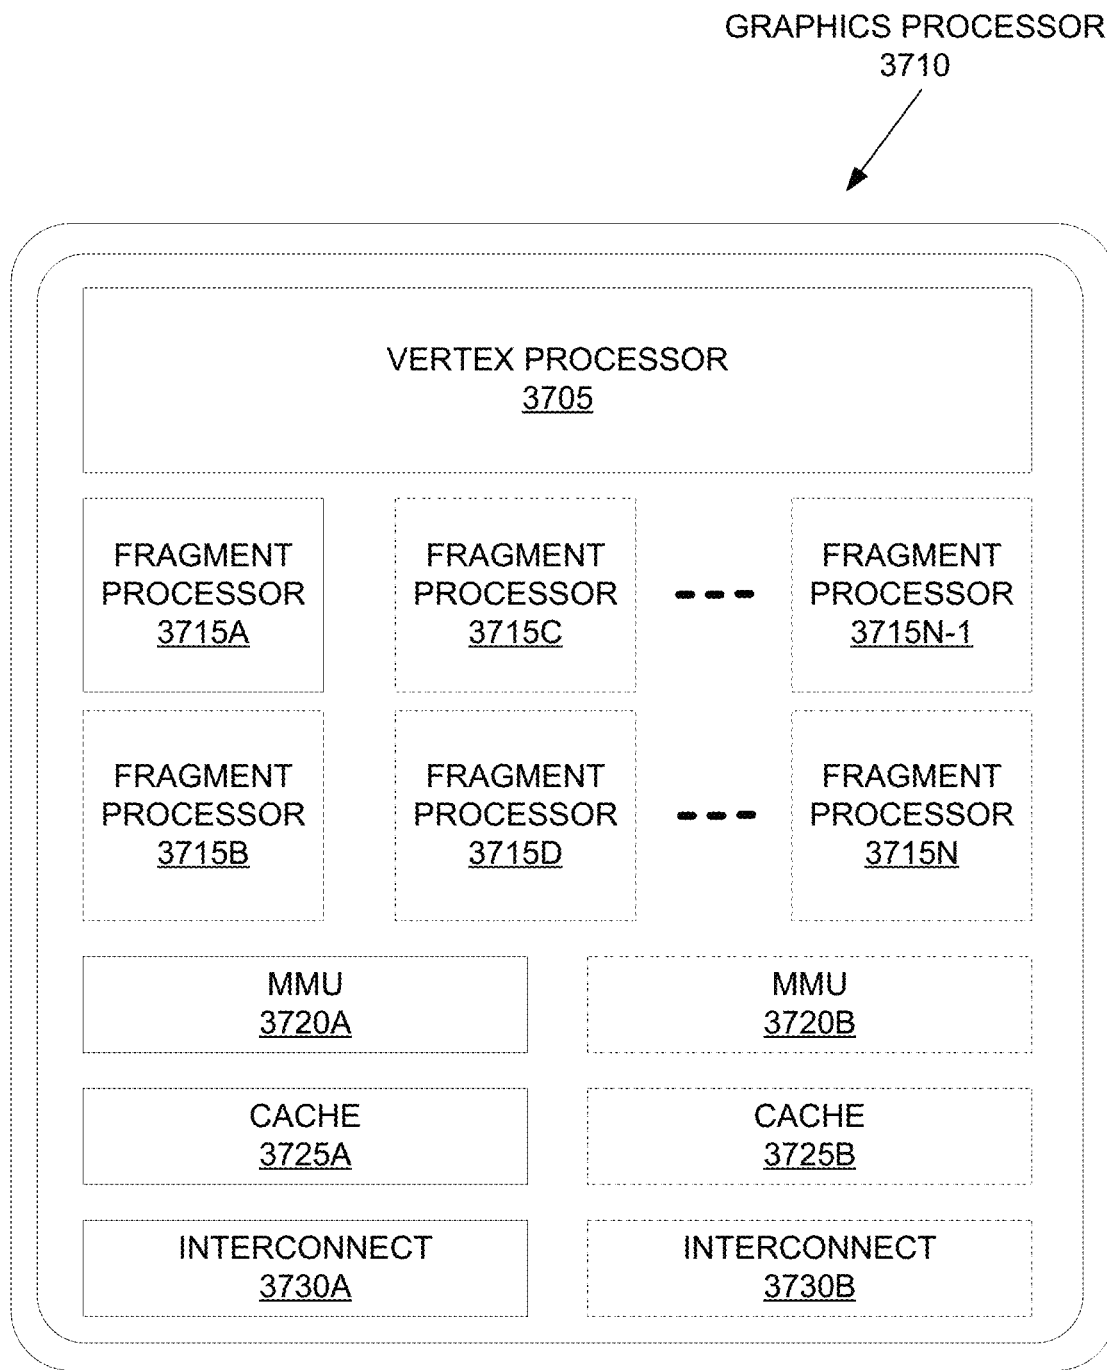 GRAPHICS PROCESSOR
3710
VERTEX PROCESSOR
3705
FRAGMENT
PROCESSOR
3715A
FRAGMENT
PROCESSOR
3715C
FRAGMENT
PROCESSOR
3715N-1
FRAGMENT
PROCESSOR
3715B
FRAGMENT
PROCESSOR
3715D
FRAGMENT
PROCESSOR
3715N
MMU
3720A
MMU
3720B
CACHE
3725A
CACHE
3725B
INTERCONNECT
3730A
INTERCONNECT
3730B